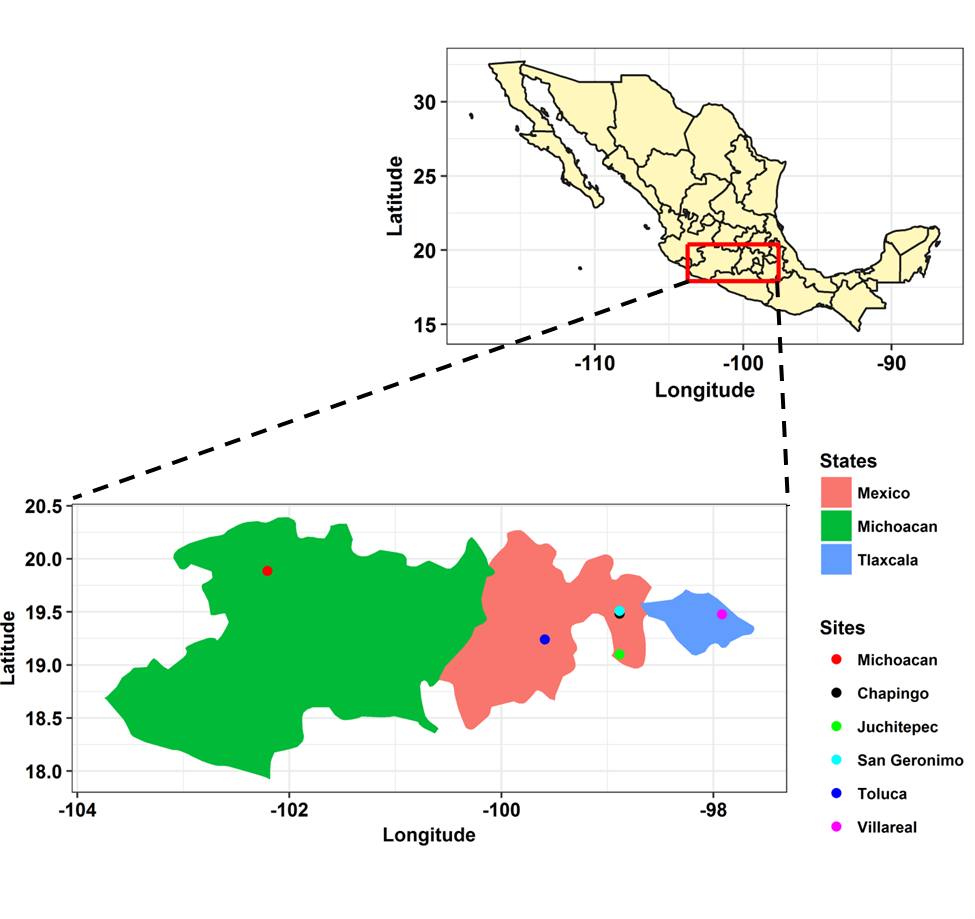 30
25
20
15
Latitude
-110
-100
-90
Longitude
States
Mexico
Michoacan
Tlaxcala
20.5
20.0
19.5
19.0
18.5
18.0
Latitude
-104
-102
-100
-98
Longitude
Sites
Michoacan
Chapingo
Juchitepec
San Geronimo
Toluca
Villareal